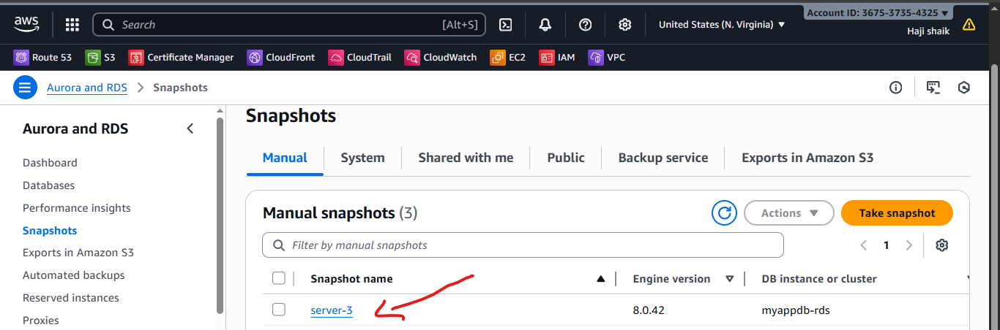 aws
Search [Alt+S]
United States (N. Virginia) ▼
Account ID: 3675-3735-4325 ▼
Haji shaik
Route 53 S3 Certificate Manager CloudFront CloudTrail CloudWatch EC2 IAM VPC
Aurora and RDS > Snapshots
Aurora and RDS
Dashboard
Databases
Performance insights
Snapshots
Exports in Amazon S3
Automated backups
Reserved instances
Proxies
Snapshots
Manual System Shared with me Public Backup service Exports in Amazon S3
Manual snapshots (3)
Actions ▼ Take snapshot
Filter by manual snapshots
1
Snapshot name Engine version DB instance or cluster
server-3 8.0.42 myappdb-rds